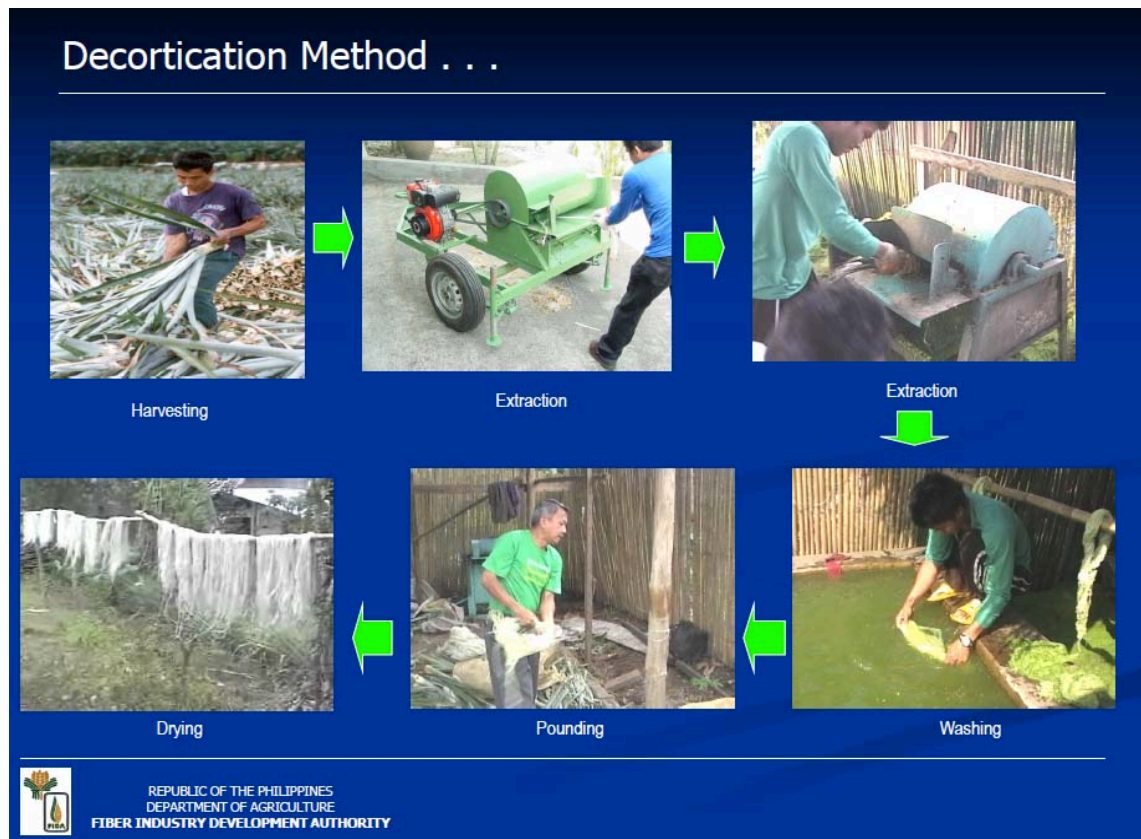 Decortication Method . . .
Harvesting
Extraction
Extraction
Washing
Pounding
Drying
FIDA
REPUBLIC OF THE PHILIPPINES
DEPARTMENT OF AGRICULTURE
FIBER INDUSTRY DEVELOPMENT AUTHORITY